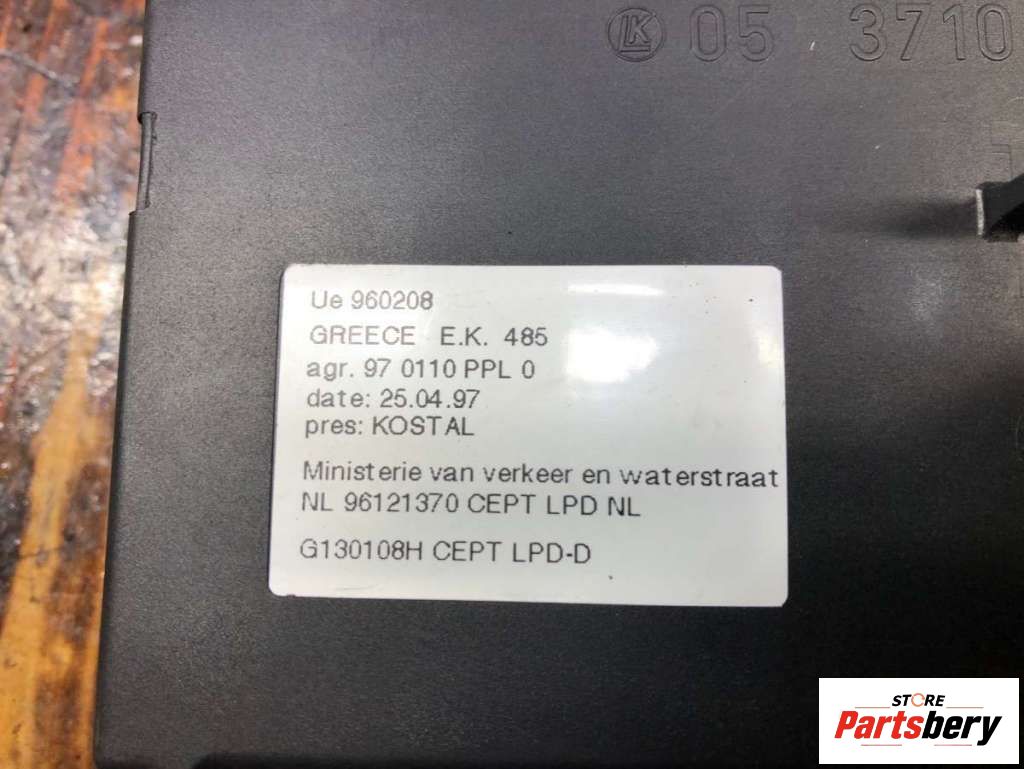 LK 05 3710
Ue 960208
GREECE E.K. 485
agr. 97 0110 PPL 0
date: 25.04.97
pres: KOSTAL
Ministerie van verkeer en waterstraat
NL 96121370 CEPT LPD NL
G130108H CEPT LPD-D
STORE
Partsbery